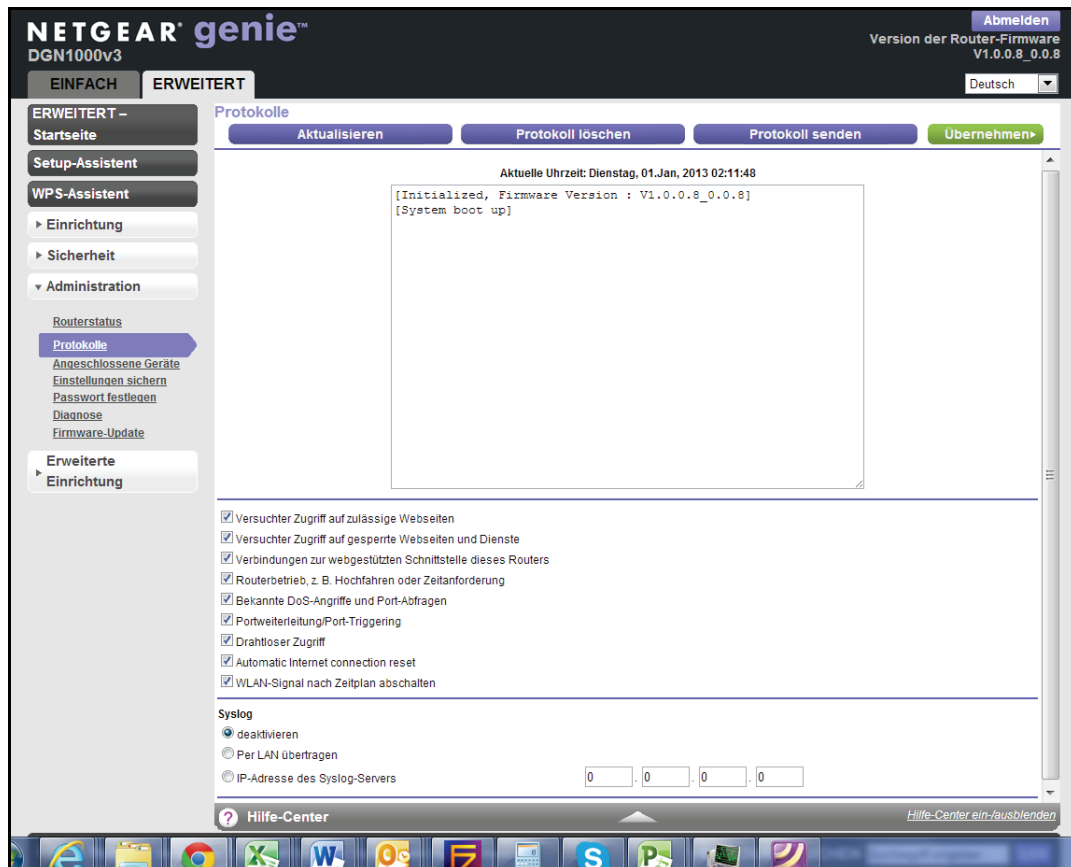 NETGEAR® genie™
DGN1000v3
Abmelden
Version der Router-Firmware
V1.0.0.8_0.0.8
EINFACH
ERWEITERT
Deutsch
ERWEITERT –
Startseite
Setup-Assistent
WPS-Assistent
Einrichtung
Sicherheit
Administration
Routerstatus
Protokolle
Angeschlossene Geräte
Einstellungen sichern
Passwort festlegen
Diagnose
Firmware-Update
Erweiterte
Einrichtung
Protokolle
Aktualisieren
Protokoll löschen
Protokoll senden
Übernehmen
Aktuelle Uhrzeit: Dienstag, 01.Jan, 2013 02:11:48
[Initialized, Firmware Version : V1.0.0.8_0.0.8]
[System boot up]
Versuchter Zugriff auf zulässige Webseiten
Versuchter Zugriff auf gesperrte Webseiten und Dienste
Verbindungen zur webgestützten Schnittstelle dieses Routers
Routerbetrieb, z. B. Hochfahren oder Zeitanforderung
Bekannte DoS-Angriffe und Port-Abfragen
Portweiterleitung/Port-Triggering
Drahtloser Zugriff
Automatic Internet connection reset
WLAN-Signal nach Zeitplan abschalten
Syslog
deaktivieren
Per LAN übertragen
IP-Adresse des Syslog-Servers 0 . 0 . 0 . 0
? Hilfe-Center
Hilfe-Center ein-/ausblenden